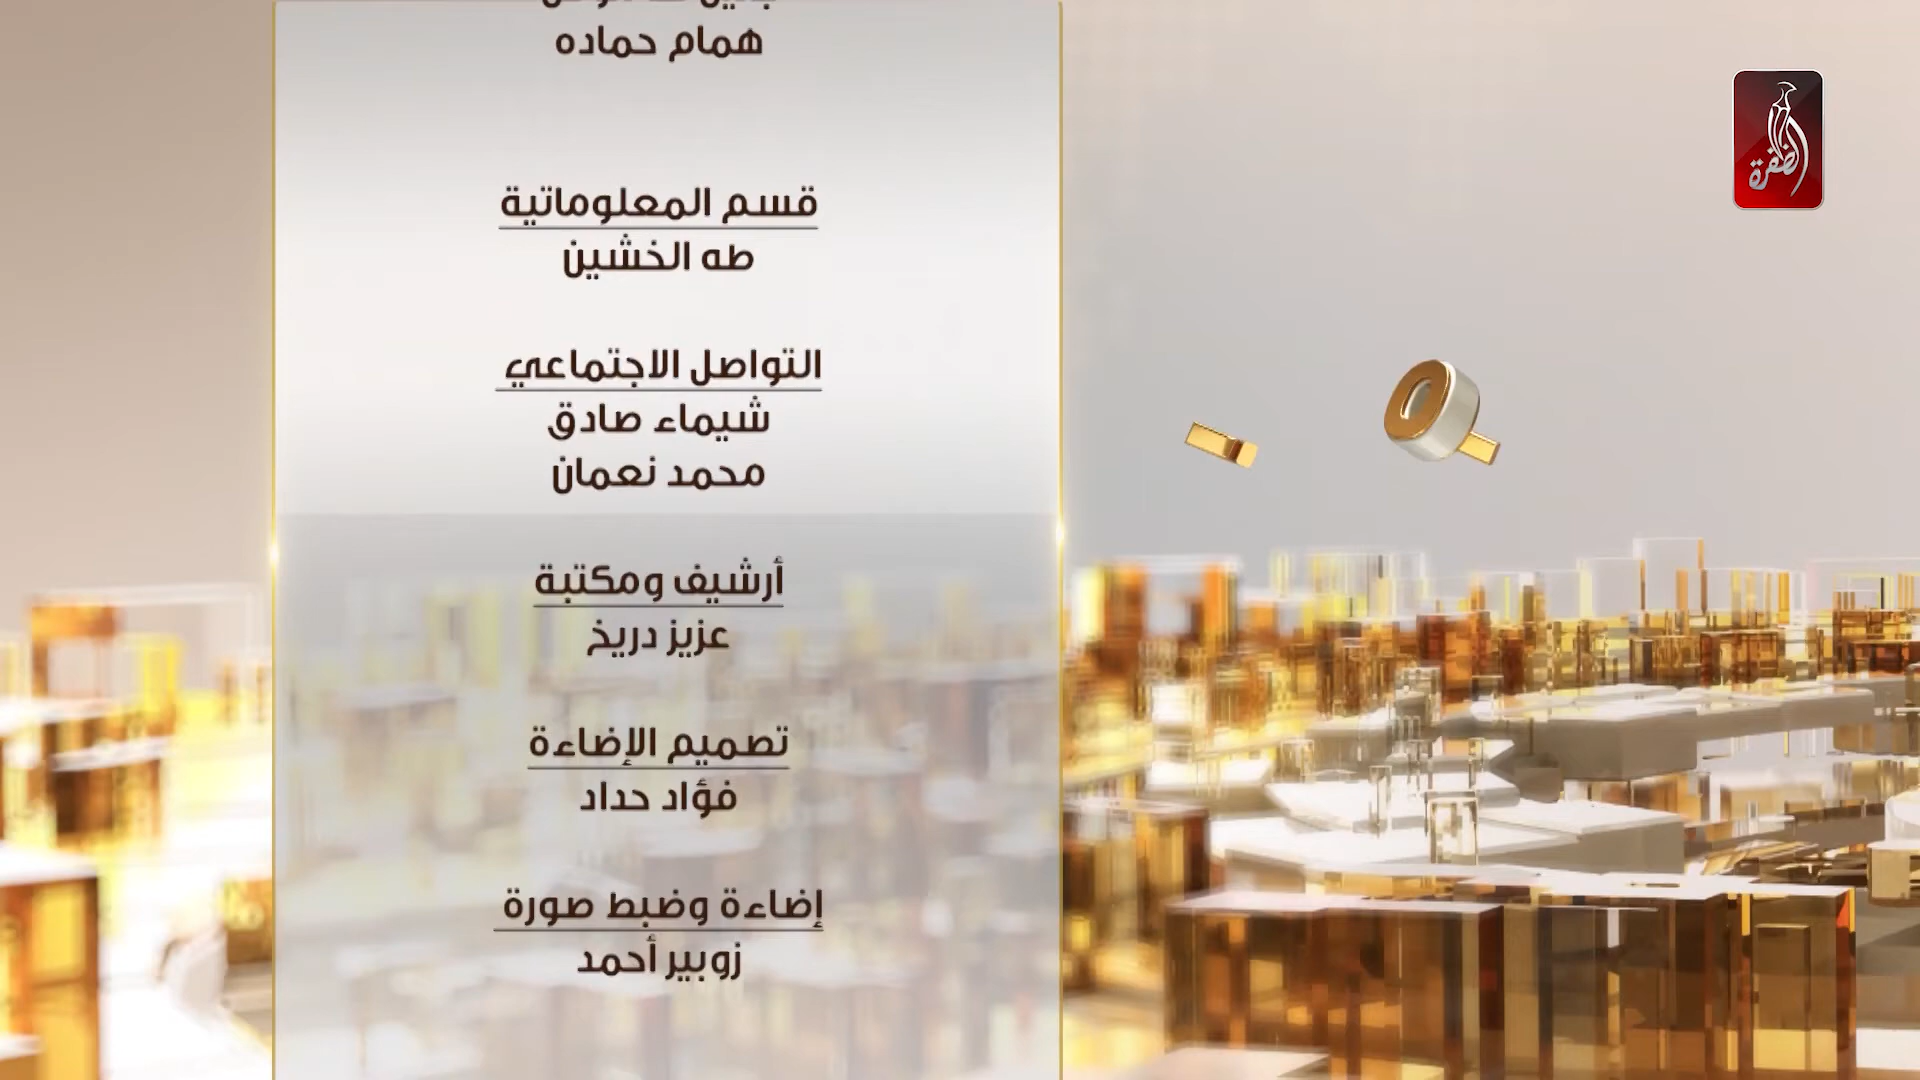 همام حماده
قسم المعلوماتية
طه الخشين
التواصل الاجتماعي
شيماء صادق
محمد نعمان
أرشيف ومكتبة
عزيز دريخ
تصميم الإضاءة
فؤاد حداد
إضاءة وضبط صورة
زوبير أحمد
الظفرة